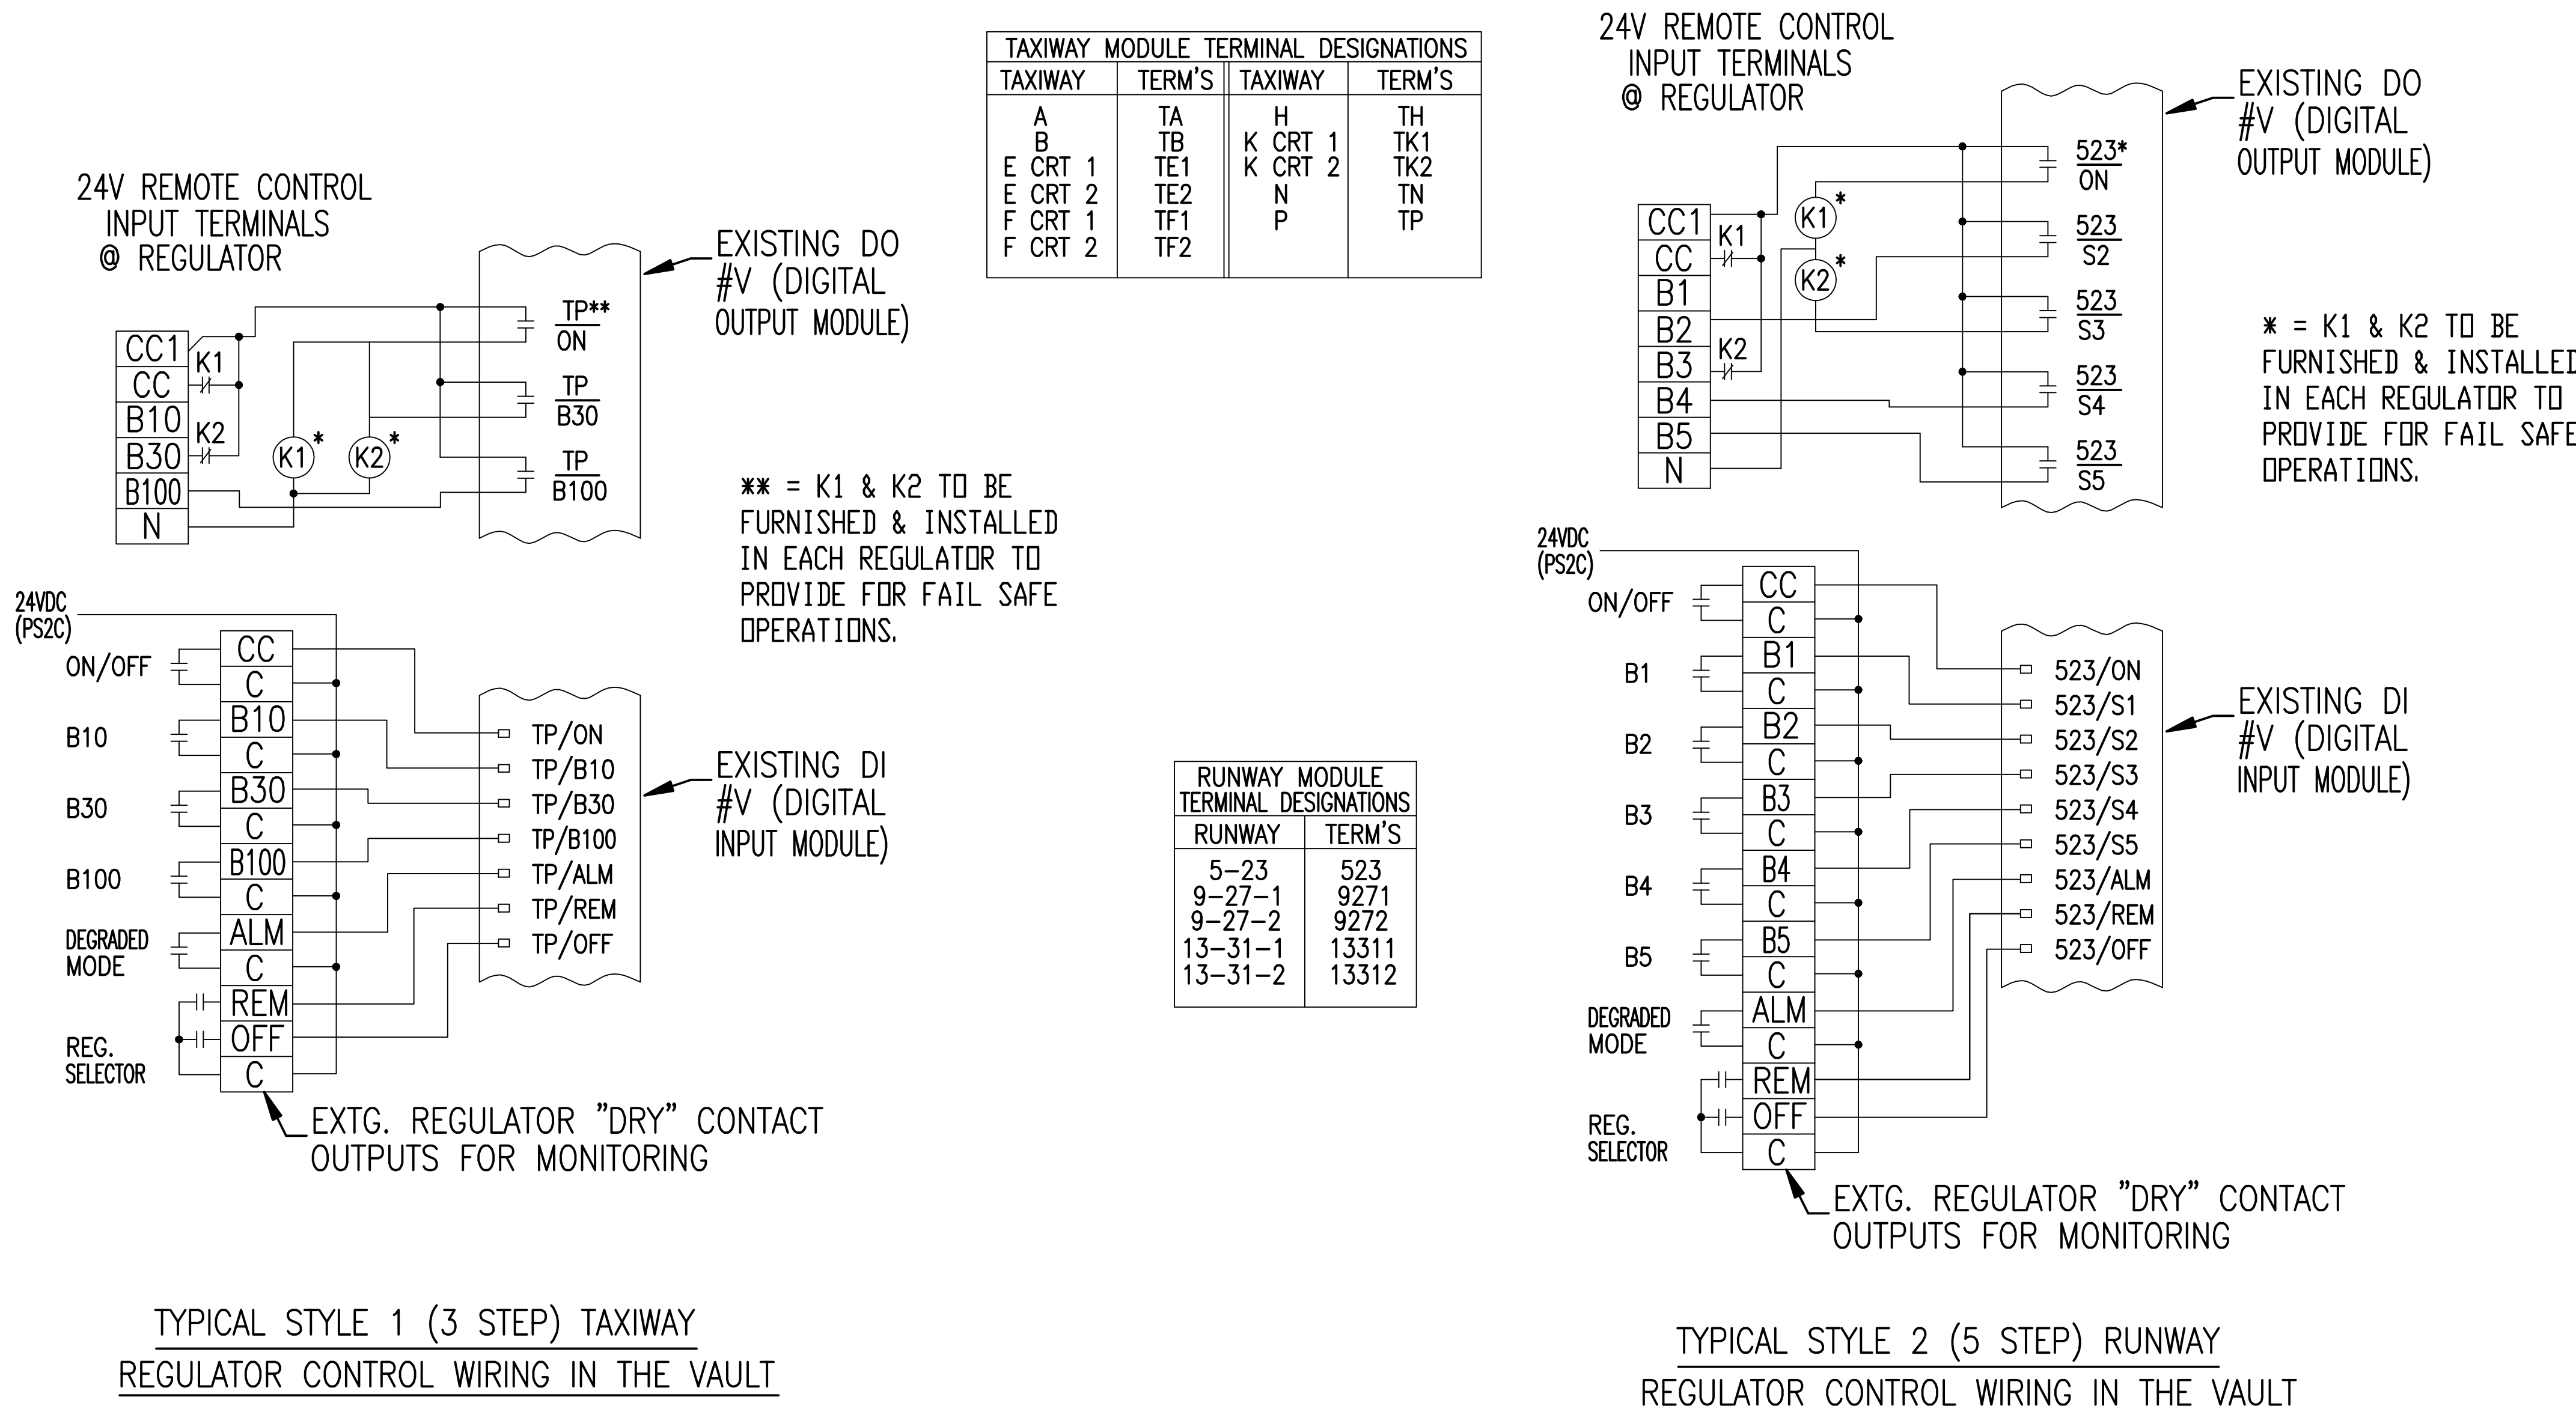 24V REMOTE CONTROL
INPUT TERMINALS
@ REGULATOR
CC1
CC
B10
B30
B100
N
K1
K2
K1
*
K2
*
TP**
ON
TP
B30
TP
B100
EXISTING DO
#V (DIGITAL
OUTPUT MODULE)
** = K1 & K2 TO BE
FURNISHED & INSTALLED
IN EACH REGULATOR TO
PROVIDE FOR FAIL SAFE
OPERATIONS.
24VDC
(PS2C)
ON/OFF
B10
B30
B100
DEGRADED
MODE
REG.
SELECTOR
CC
C
B10
C
B30
C
B100
C
ALM
C
REM
OFF
C
TP/ON
TP/B10
TP/B30
TP/B100
TP/ALM
TP/REM
TP/OFF
EXISTING DI
#V (DIGITAL
INPUT MODULE)
EXTG. REGULATOR "DRY" CONTACT
OUTPUTS FOR MONITORING
TYPICAL STYLE 1 (3 STEP) TAXIWAY
REGULATOR CONTROL WIRING IN THE VAULT
TAXIWAY MODULE TERMINAL DESIGNATIONS
TAXIWAY TERM'S TAXIWAY TERM'S
A TA H TH
B TB K CRT 1 TK1
E CRT 1 TE1 K CRT 2 TK2
E CRT 2 TE2 N TN
F CRT 1 TF1 P TP
F CRT 2 TF2
RUNWAY MODULE
TERMINAL DESIGNATIONS
RUNWAY TERM'S
5-23 523
9-27-1 9271
9-27-2 9272
13-31-1 13311
13-31-2 13312
24V REMOTE CONTROL
INPUT TERMINALS
@ REGULATOR
CC1
CC
B1
B2
B3
B4
B5
N
K1
K2
K1
*
K2
*
523*
ON
523
S2
523
S3
523
S4
523
S5
EXISTING DO
#V (DIGITAL
OUTPUT MODULE)
* = K1 & K2 TO BE
FURNISHED & INSTALLED
IN EACH REGULATOR TO
PROVIDE FOR FAIL SAFE
OPERATIONS.
24VDC
(PS2C)
ON/OFF
B1
B2
B3
B4
B5
DEGRADED
MODE
REG.
SELECTOR
CC
C
B1
C
B2
C
B3
C
B4
C
B5
C
ALM
C
REM
OFF
C
523/ON
523/S1
523/S2
523/S3
523/S4
523/S5
523/ALM
523/REM
523/OFF
EXISTING DI
#V (DIGITAL
INPUT MODULE)
EXTG. REGULATOR "DRY" CONTACT
OUTPUTS FOR MONITORING
TYPICAL STYLE 2 (5 STEP) RUNWAY
REGULATOR CONTROL WIRING IN THE VAULT